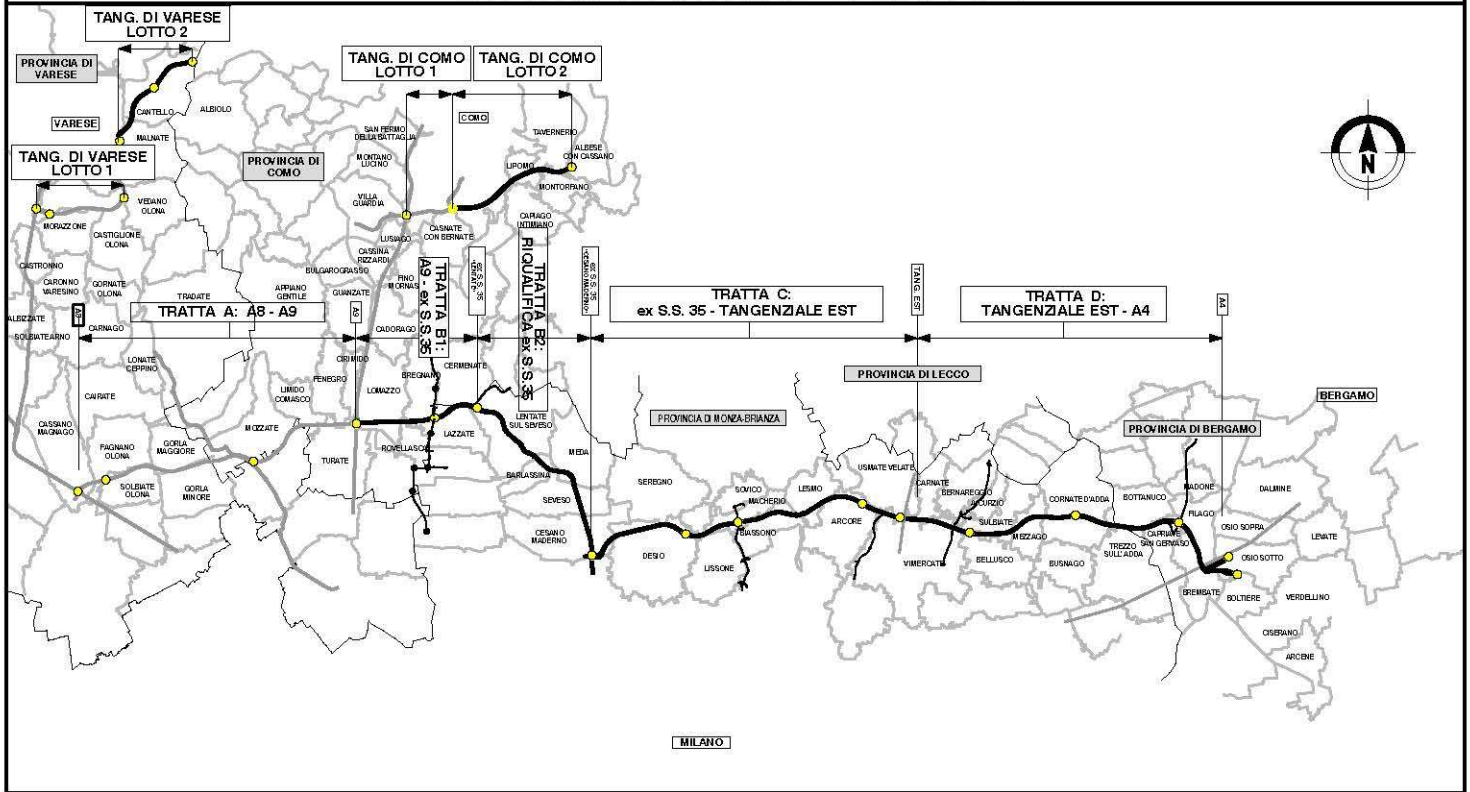 TANG. DI VARESE
LOTTO 2
PROVINCIA DI
VARESE
CANTELLO
ALBIOLO
VARESE
MALNATE
TANG. DI VARESE
LOTTO 1
PROVINCIA DI
COMO
VEDANO
OLONA
MORAZZONE
CASTIGLIONE
OLONA
TANG. DI COMO
LOTTO 1
TANG. DI COMO
LOTTO 2
COMO
SAN FERMO
DELLA BATTAGLIA
MONTANO
LUCINO
VILLA
GUARDIA
TAVERNERIO
ALBESE
CON CASSANO
LIPOMO
MONTORFANO
CAPIAGO
INTIMIANO
CASNATE
CON BERNATE
LUSIAGO
CASSINA
RIZZARDI
BULGAROGRASSO
FINO
MORNAS
GUANZATE
APPIANO
GENTILE
N
CASTRONNO
CARONNO
VARESINO
GORNATE
OLONA
TRADATE
ALBIZZATE
SOLBIATE ARNO
CARNAGO
TRATTA A: A8 - A9
A9
TRATTA B1:
A9 - ex S.S.35
ex S.S. 35
-LENTATE-
TRATTA B2:
RIQUALIFICA ex S.S.35
ex S.S. 35
-CESANO MADERNO-
TRATTA C:
ex S.S. 35 - TANGENZIALE EST
TANG. EST
TRATTA D:
TANGENZIALE EST - A4
A4
CADORAGO
CIRIMIDO
FENEGRO
LOMAZZO
BREGNANO
CERMENATE
LONATE
CEPPINO
LIMIDO
COMASCO
CAIRATE
MOZZATE
CASSANO
MAGNAGO
FAGNANO
OLONA
GORLA
MAGGIORE
SOLBIATE
OLONA
GORLA
MINORE
TURATE
ROVELLASCA
LAZZATE
LENTATE
SUL SEVESO
BARLASSINA
MEDA
SEVESO
CESANO
MADERNO
PROVINCIA DI MONZA-BRIANZA
PROVINCIA DI LECCO
PROVINCIA DI BERGAMO
BERGAMO
SEREGNO
DESIO
LISSONE
SOVICO
MACHERIO
BIASSONO
LESMO
ARCORE
USMATE VELATE
CARNATE
BERNAREGGIO
AICURZIO
SULBIATE
VIMERCATE
MEZZAGO
BELLUSCO
BUSNAGO
CORNATE D'ADDA
TREZZO
SULL'ADDA
BOTTANUCO
MADONE
FILAGO
CAPRIATE
SAN GERVASO
DALMINE
OSIO SOPRA
OSIO SOTTO
LEVATE
BREMBATE
BOLTIERE
VERDELLINO
CISERANO
ARCENE
MILANO